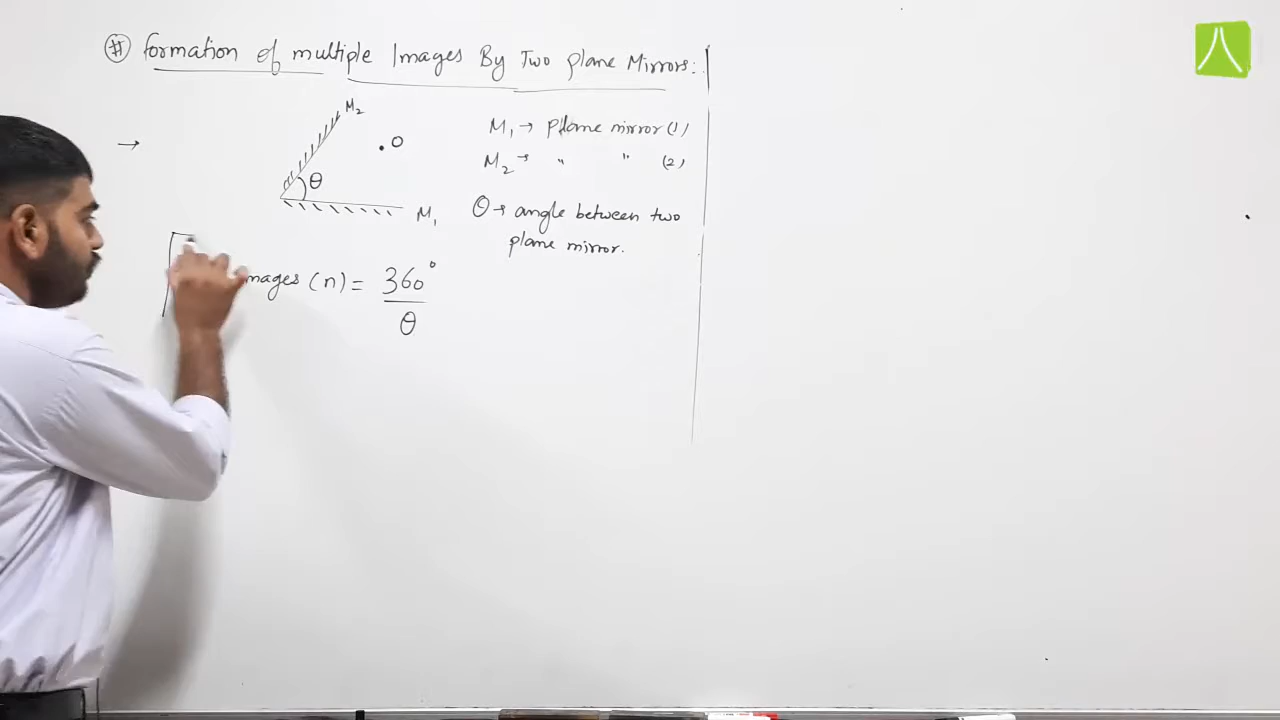 # Formation of multiple Images By Two plane Mirrors:
M₂
O
θ
M₁
→
M₁ → plane mirror (1)
M₂ → " " (2)
θ → angle between two
plane mirror.
(n) = 360°
θ